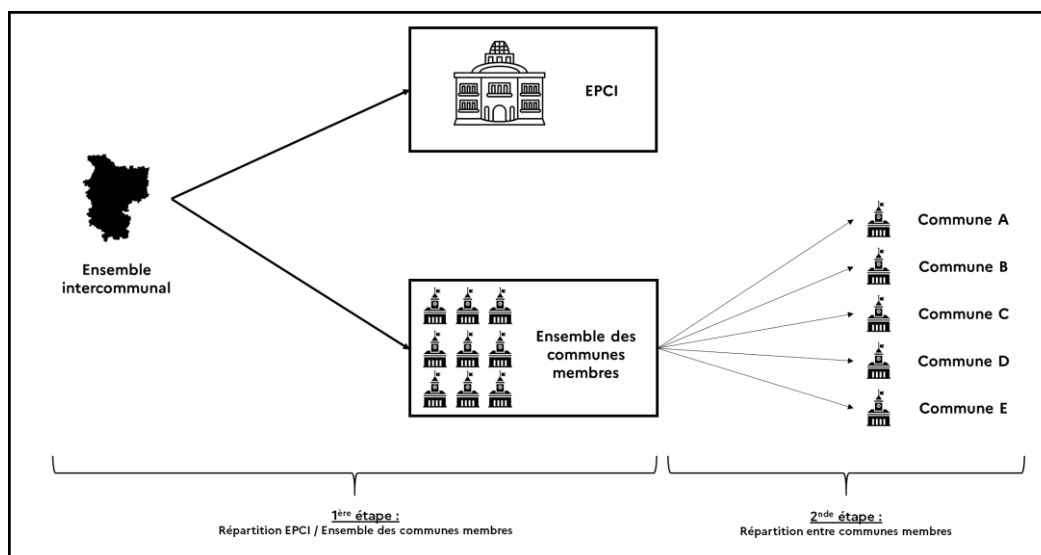 EPCI
Ensemble
intercommunal
Ensemble des
communes
membres
Commune A
Commune B
Commune C
Commune D
Commune E
1ère étape :
Répartition EPCI / Ensemble des communes membres
2nde étape :
Répartition entre communes membres